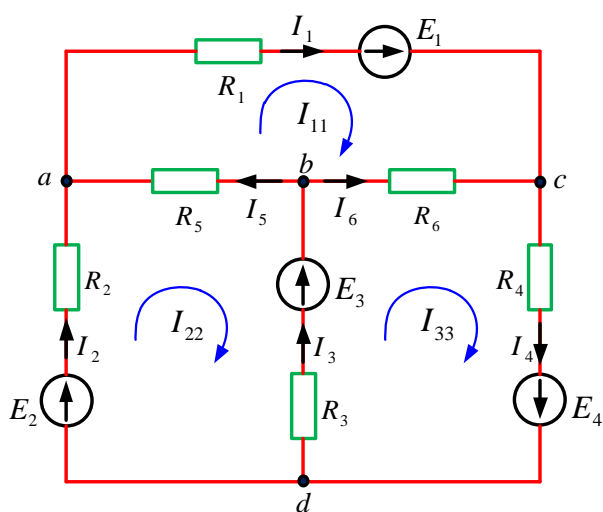 I₁ E₁
R₁
I₁₁
a b c
R₅ I₅ I₆ R₆
R₂ E₃ R₄
I₂₂ I₃₃
I₂ I₃ I₄
E₂ R₃ E₄
d